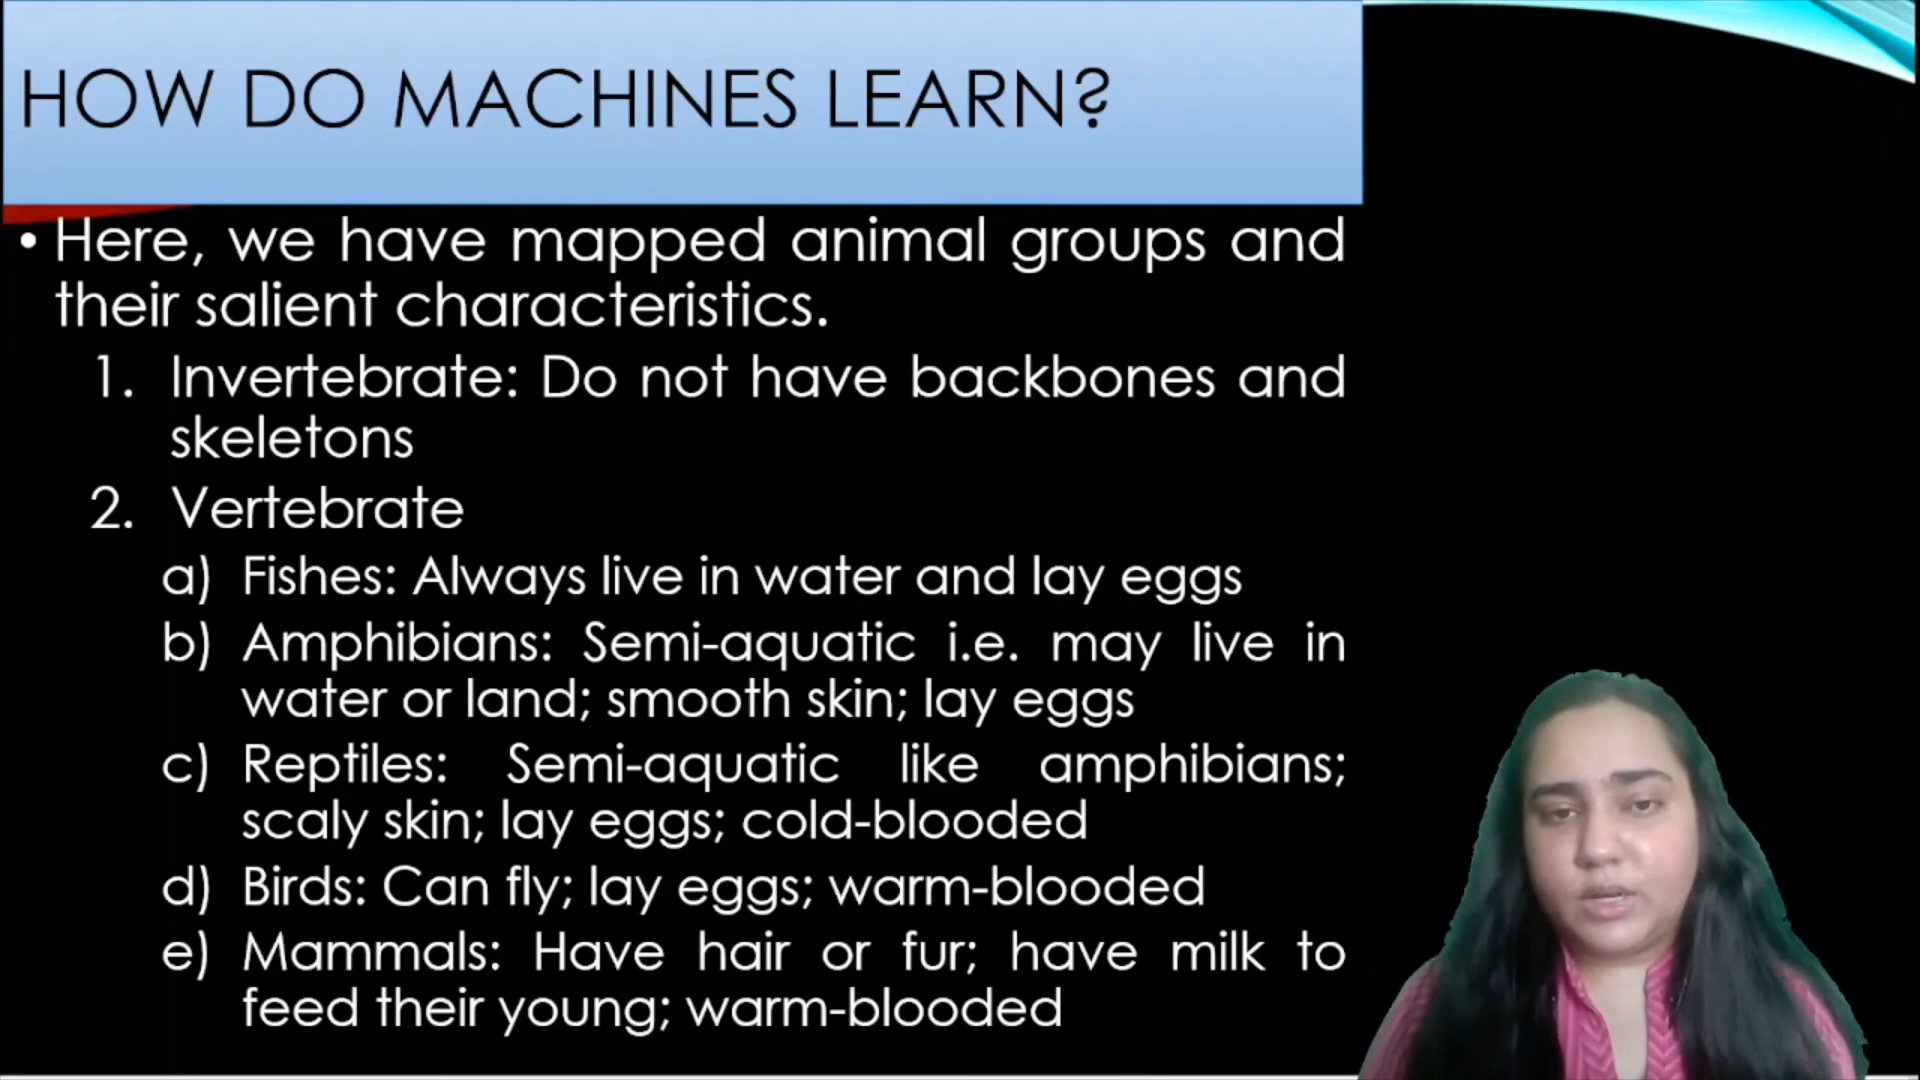 HOW DO MACHINES LEARN?
• Here, we have mapped animal groups and
their salient characteristics.
1. Invertebrate: Do not have backbones and
skeletons
2. Vertebrate
a) Fishes: Always live in water and lay eggs
b) Amphibians: Semi-aquatic i.e. may live in
water or land; smooth skin; lay eggs
c) Reptiles: Semi-aquatic like amphibians;
scaly skin; lay eggs; cold-blooded
d) Birds: Can fly; lay eggs; warm-blooded
e) Mammals: Have hair or fur; have milk to
feed their young; warm-blooded